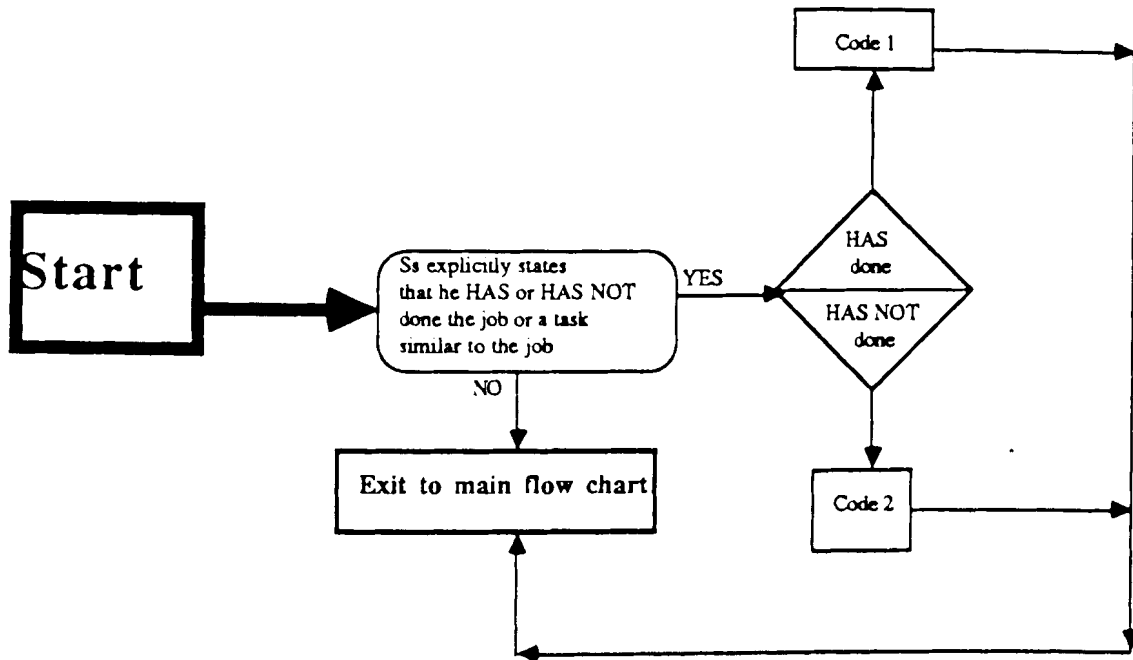 Code 1
Start
Ss explicitly states
that he HAS or HAS NOT
done the job or a task
similar to the job
YES
HAS
done
HAS NOT
done
NO
Exit to main flow chart
Code 2